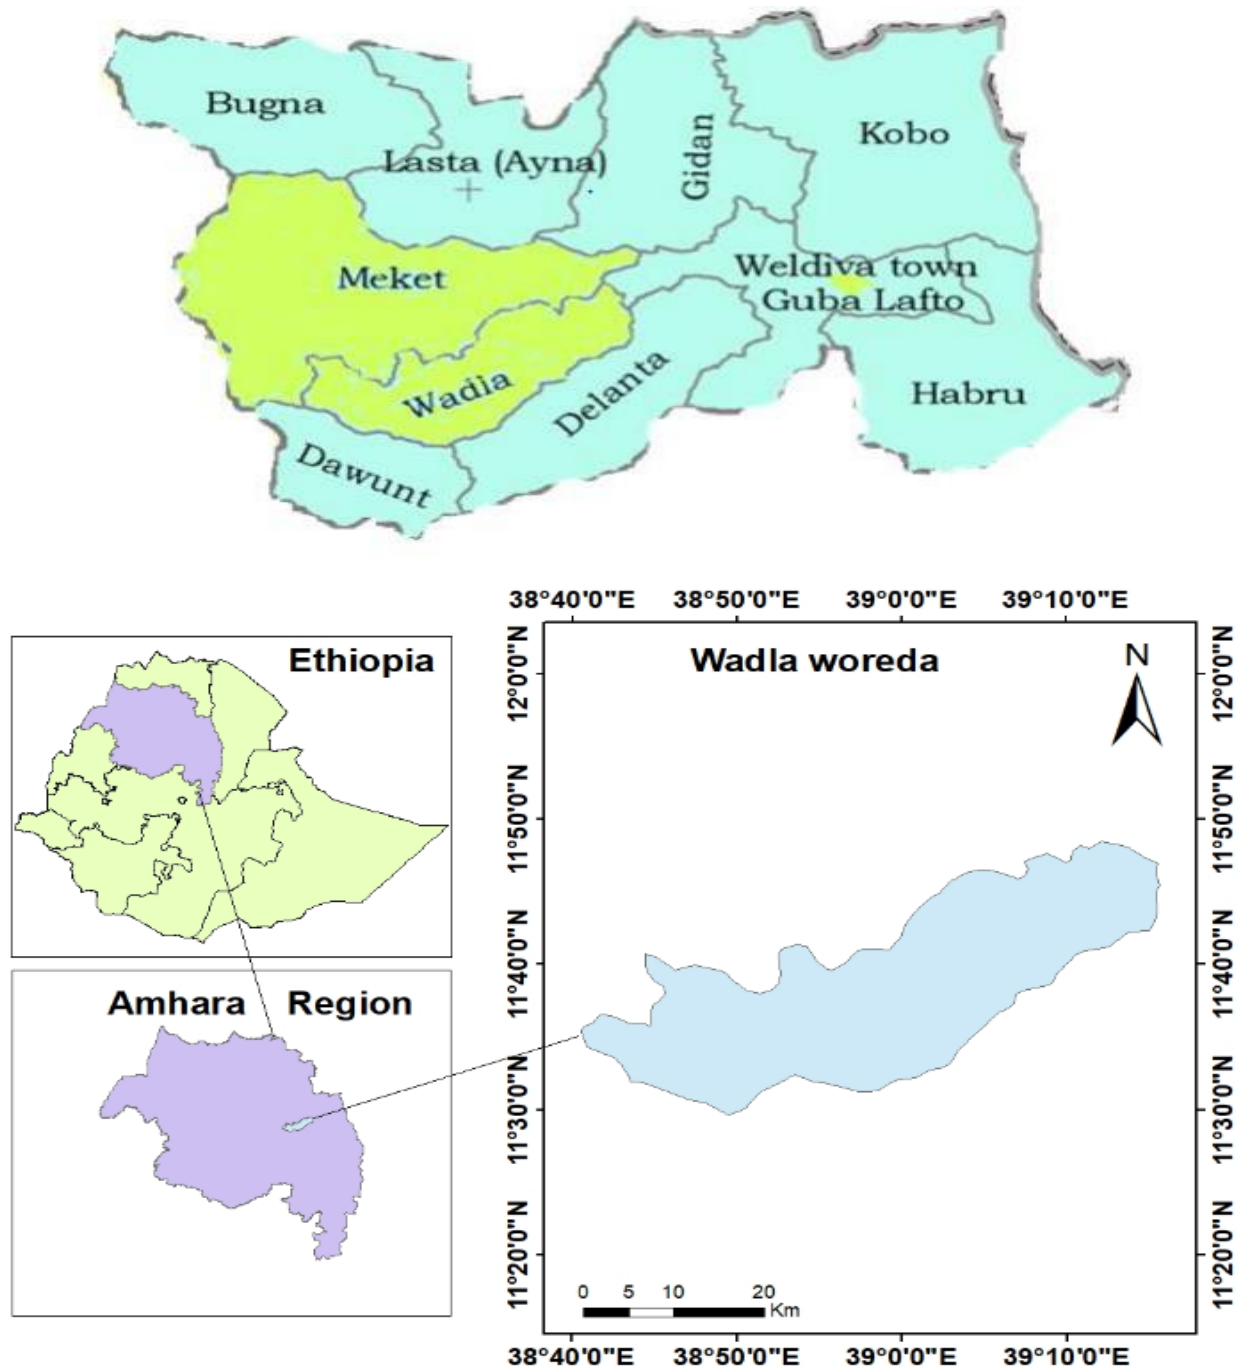 Bugna
Lasta (Ayna)
Gidan
Kobo
Meket
Weldiva town
Guba Lafto
Wadia
Delanta
Habru
Dawunt
38°40'0"E 38°50'0"E 39°0'0"E 39°10'0"E
Ethiopia
Wadla woreda
N
12°0'0"N
12°0'0"N
11°50'0"N
11°50'0"N
11°40'0"N
11°40'0"N
Amhara Region
11°30'0"N
11°30'0"N
11°20'0"N
11°20'0"N
0 5 10 20
Km
38°40'0"E 38°50'0"E 39°0'0"E 39°10'0"E